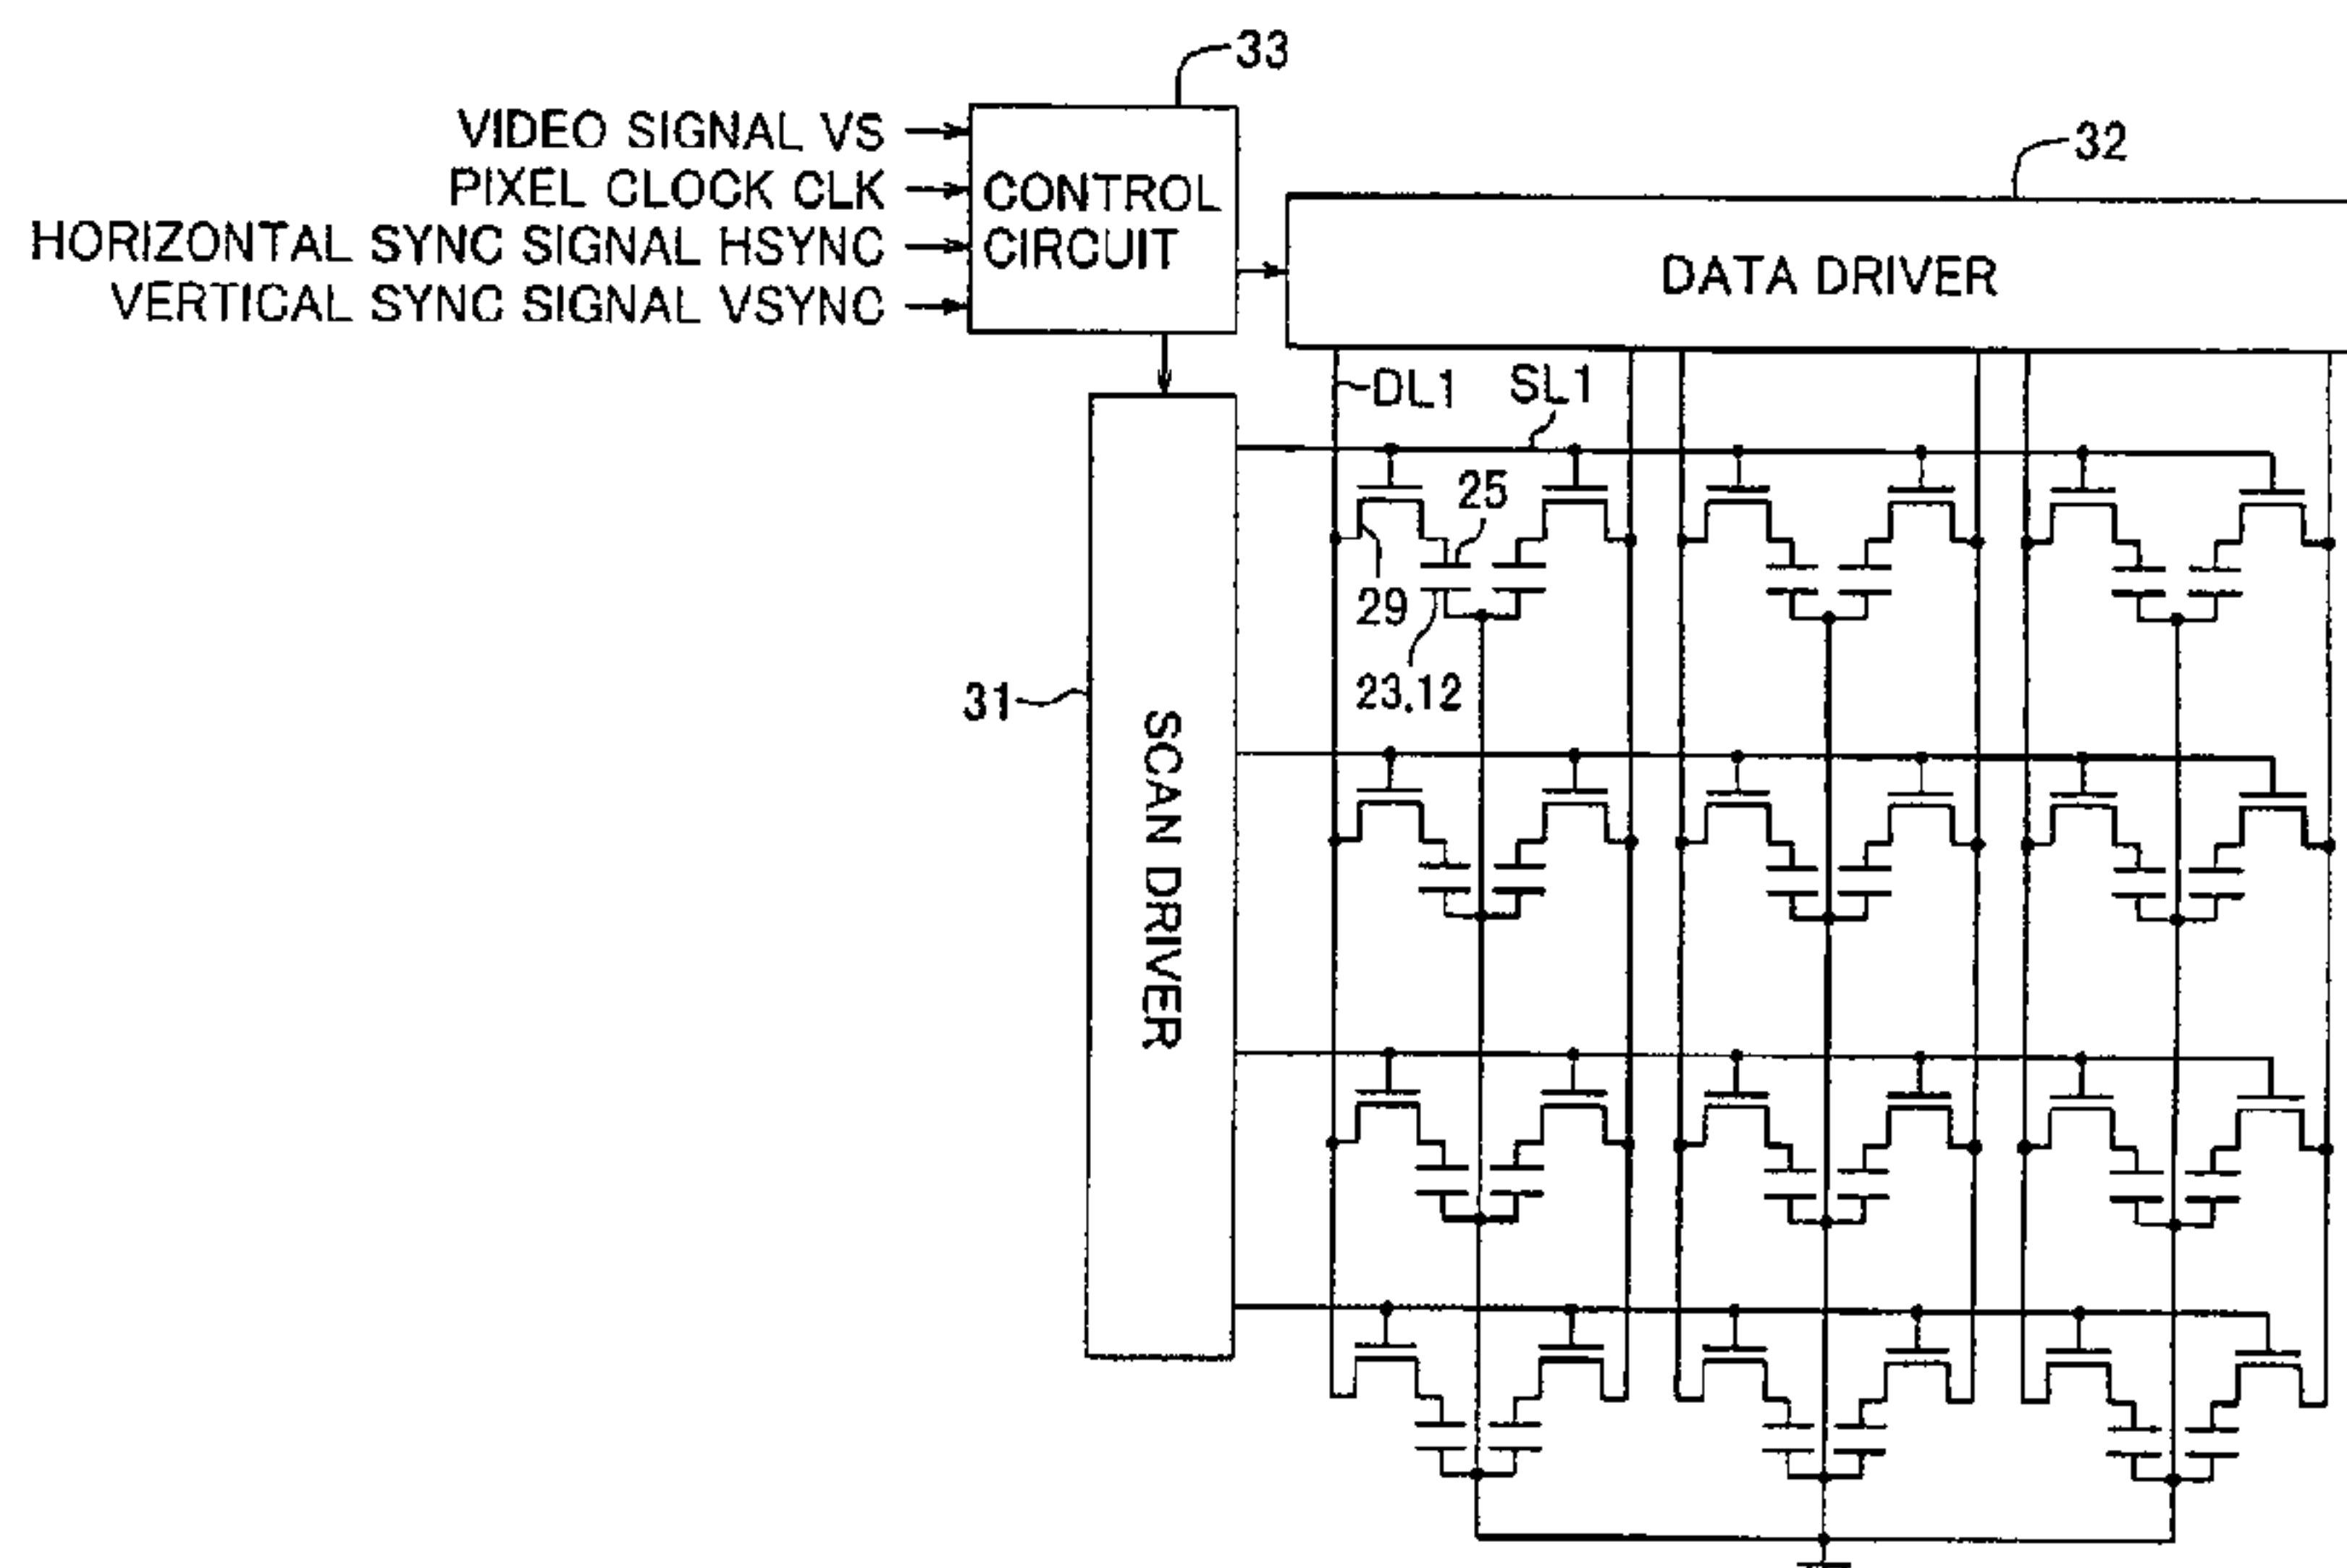 33
VIDEO SIGNAL VS
PIXEL CLOCK CLK
HORIZONTAL SYNC SIGNAL HSYNC
VERTICAL SYNC SIGNAL VSYNC
CONTROL
CIRCUIT
32
DATA DRIVER
DL1
SL1
25
29
23,12
31
SCAN DRIVER